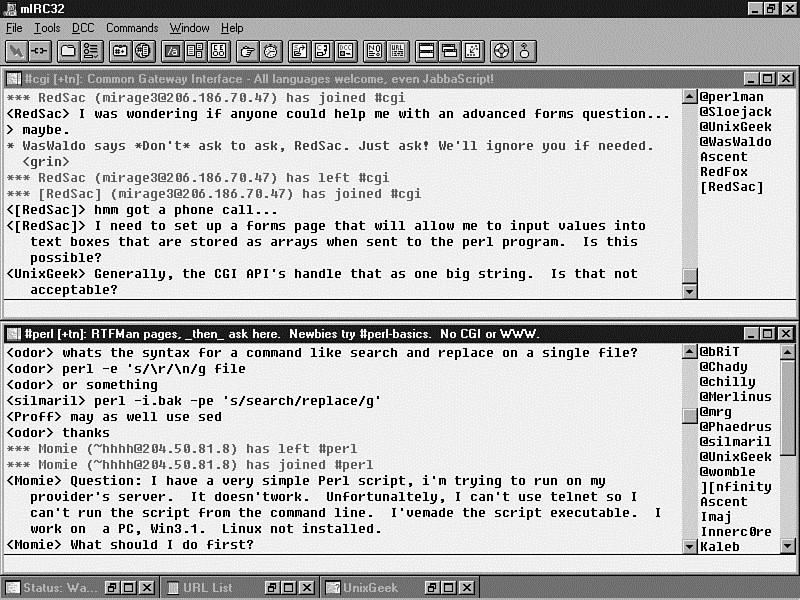 mIRC32
File Tools DCC Commands Window Help
#cgi [+tn]: Common Gateway Interface - All languages welcome, even JabbaScript!
*** RedSac (mirage3@206.186.70.47) has joined #cgi
<RedSac> I was wondering if anyone could help me with an advanced forms question...
> maybe.
* WasWaldo says *Don't* ask to ask, RedSac. Just ask! We'll ignore you if needed.
<grin>
*** RedSac (mirage3@206.186.70.47) has left #cgi
*** [RedSac] (mirage3@206.186.70.47) has joined #cgi
<[RedSac]> hmm got a phone call...
<[RedSac]> I need to set up a forms page that will allow me to input values into
text boxes that are stored as arrays when sent to the perl program. Is this
possible?
<UnixGeek> Generally, the CGI API's handle that as one big string. Is that not
acceptable?
@perlman
@Sloejack
@UnixGeek
@WasWaldo
Ascent
RedFox
[RedSac]
#perl [+tn]: RTFMan pages, _then_ ask here. Newbies try #perl-basics. No CGI or WWW.
<odor> whats the syntax for a command like search and replace on a single file?
<odor> perl -e 's/\r/\n/g file
<odor> or something
<silmaril> perl -i.bak -pe 's/search/replace/g'
<Proff> may as well use sed
<odor> thanks
*** Momie (~hhhh@204.50.81.8) has left #perl
*** Momie (~hhhh@204.50.81.8) has joined #perl
<Momie> Question: I have a very simple Perl script, i'm trying to run on my
provider's server. It doesn'twork. Unfortunaltely, I can't use telnet so I
can't run the script from the command line. I'vemade the script executable. I
work on a PC, Win3.1. Linux not installed.
<Momie> What should I do first?
@bRiT
@Chady
@chilly
@Merlinus
@mrg
@Phaedrus
@silmaril
@UnixGeek
@womble
][nfinity
Ascent
Imaj
Innerc0re
Kaleb
Status: Wa...
URL List
UnixGeek